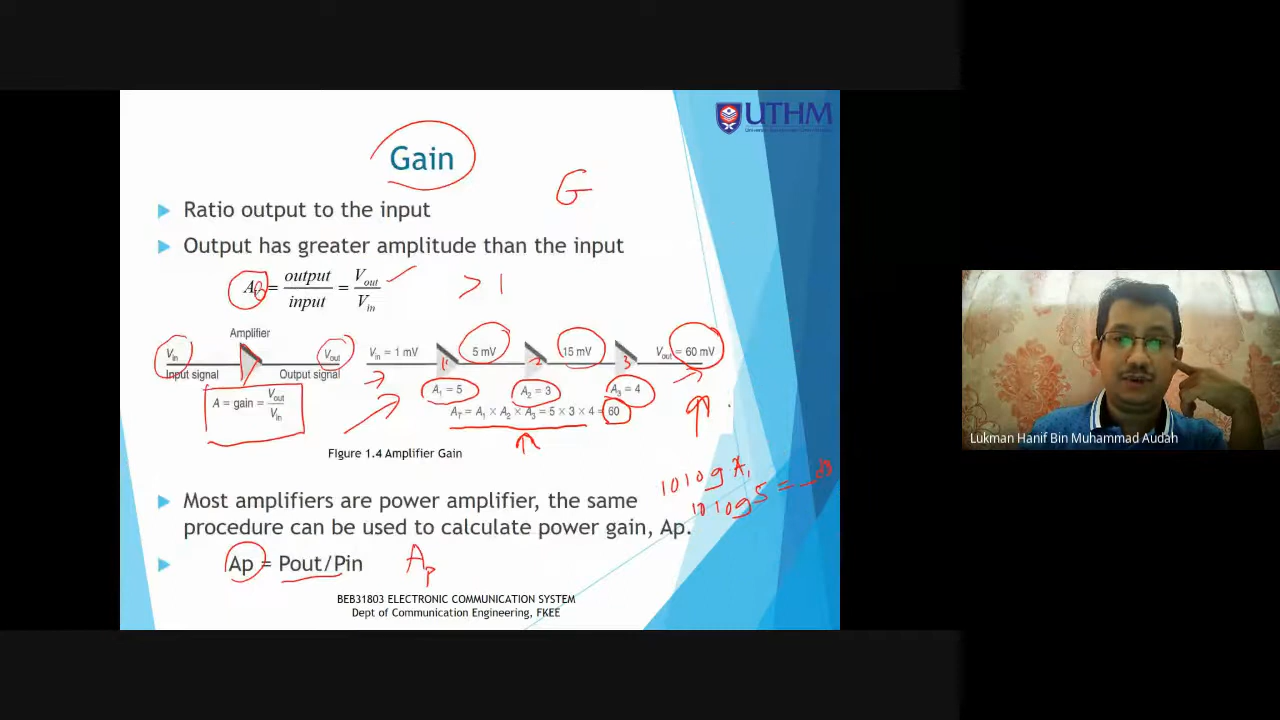 UTHM
Gain
G
Ratio output to the input
Output has greater amplitude than the input
= output / input = Vout / Vin
> 1
Amplifier
Vin
Vout
Input signal
Output signal
A = gain = Vout / Vin
Vin = 1 mV
5 mV
15 mV
Vout = 60 mV
1
2
3
A1 = 5
A2 = 3
A3 = 4
AT = A1 × A2 × A3 = 5 × 3 × 4 = 60
Figure 1.4 Amplifier Gain
10 log A1
10 log 5 =
Most amplifiers are power amplifier, the same
procedure can be used to calculate power gain, Ap.
Ap = Pout/Pin
Ap
BEB31803 ELECTRONIC COMMUNICATION SYSTEM
Dept of Communication Engineering, FKEE
Lukman Hanif Bin Muhammad Audah